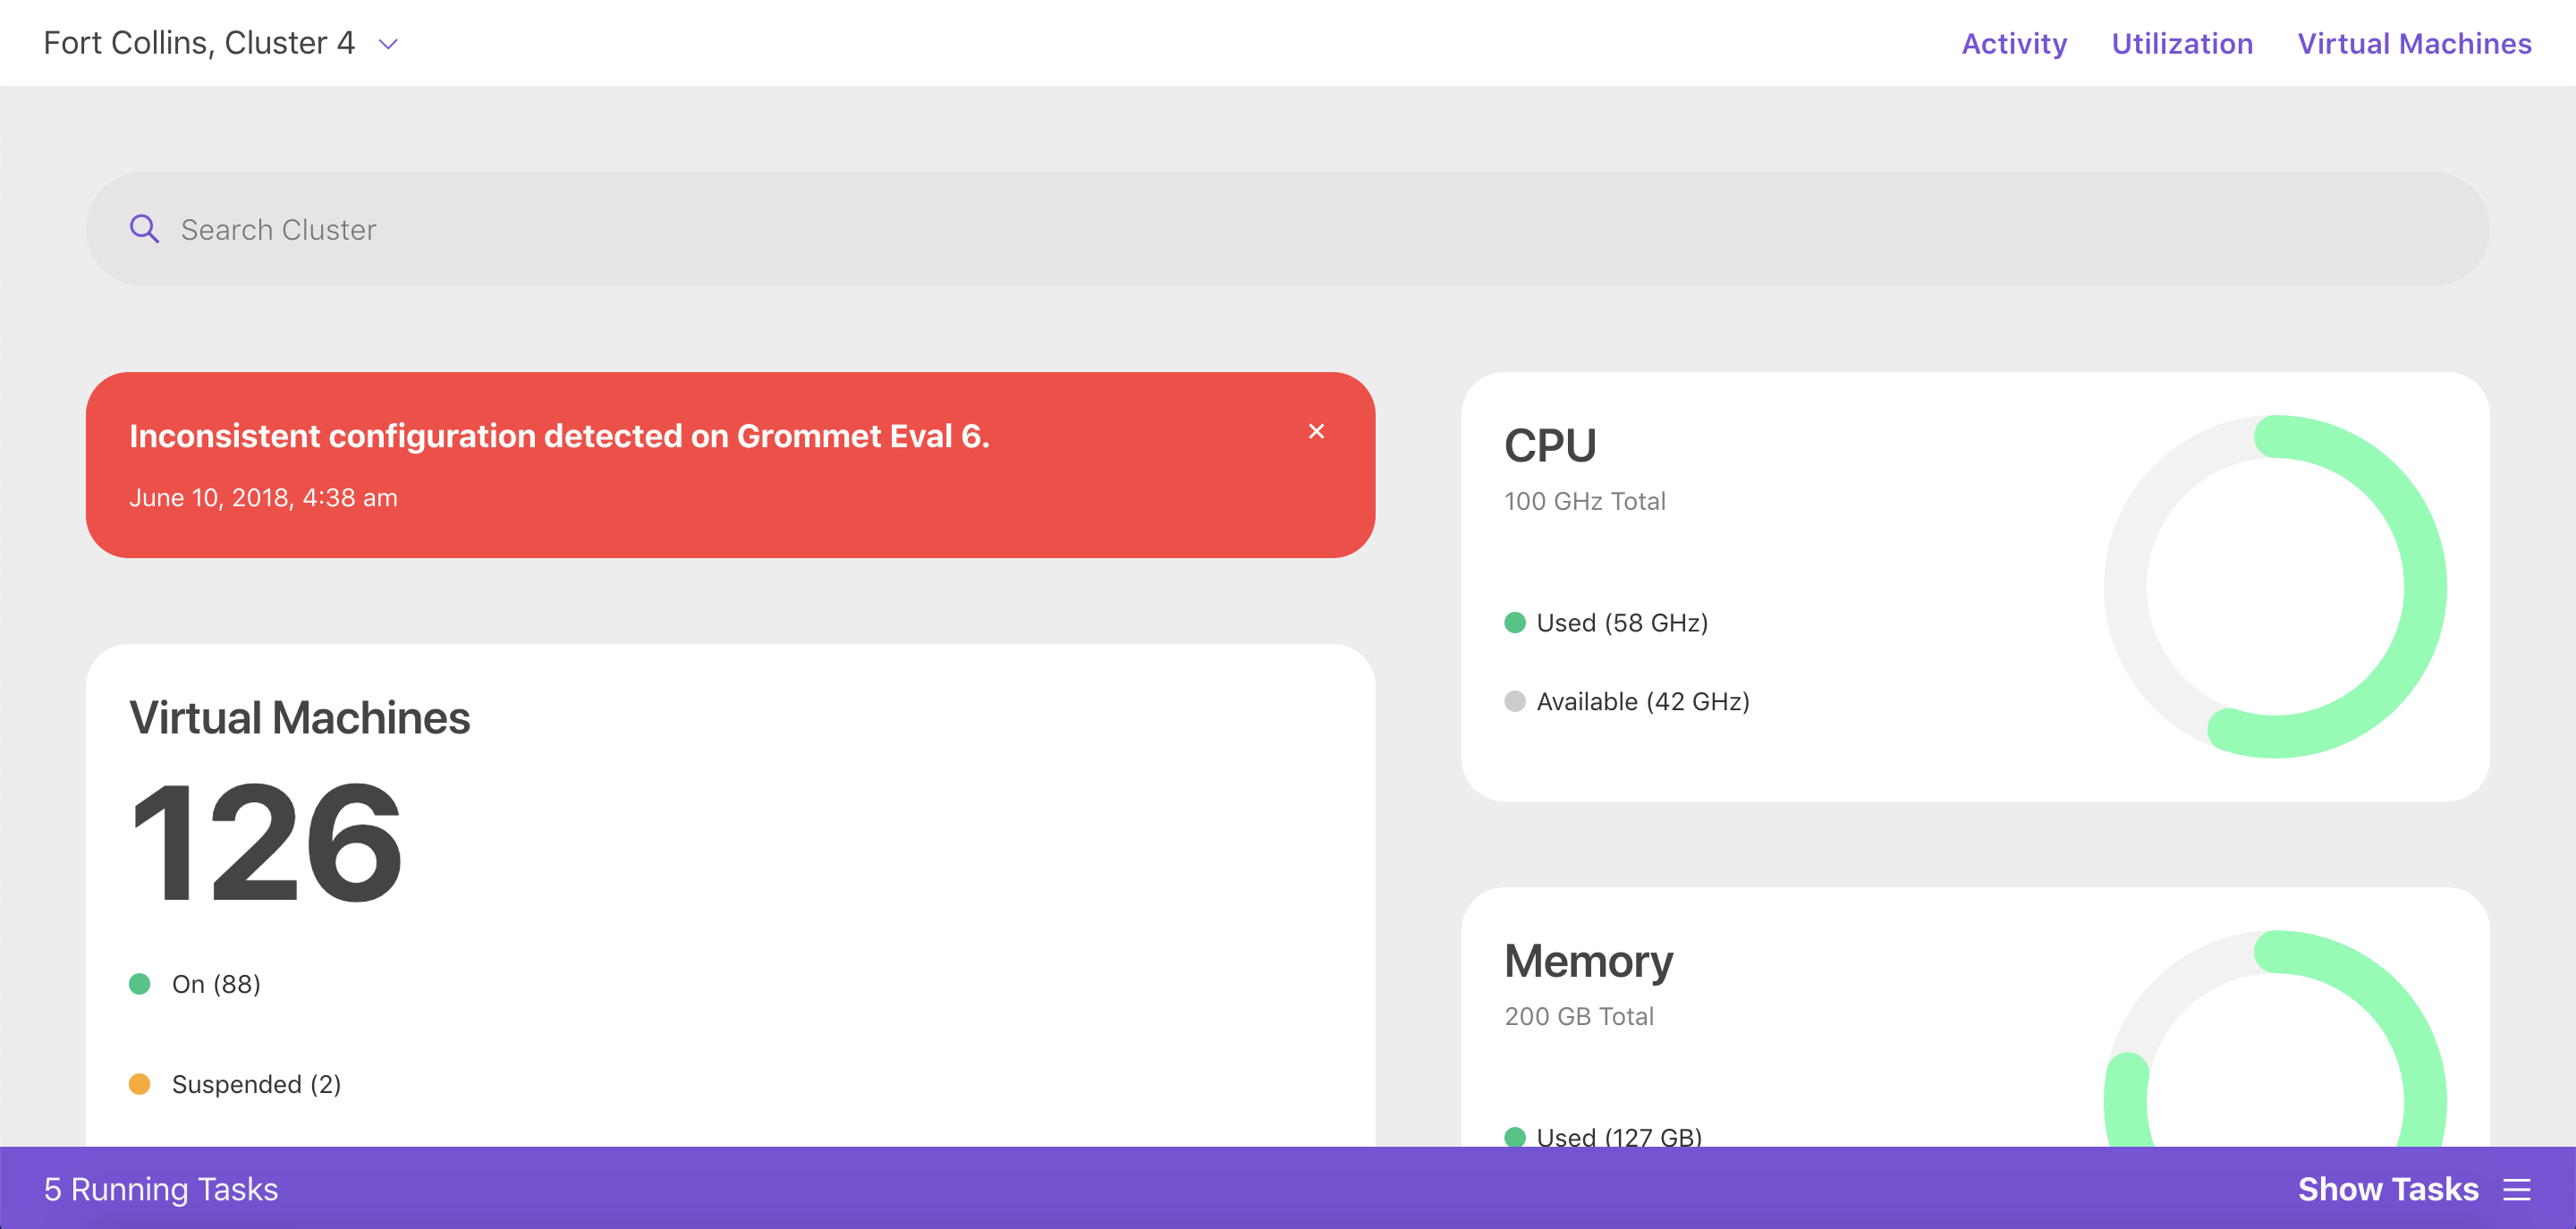 Fort Collins, Cluster 4
Activity
Utilization
Virtual Machines
Search Cluster
Inconsistent configuration detected on Grommet Eval 6.
June 10, 2018, 4:38 am
Virtual Machines
126
On (88)
Suspended (2)
CPU
100 GHz Total
Used (58 GHz)
Available (42 GHz)
Memory
200 GB Total
Used (127 GB)
5 Running Tasks
Show Tasks